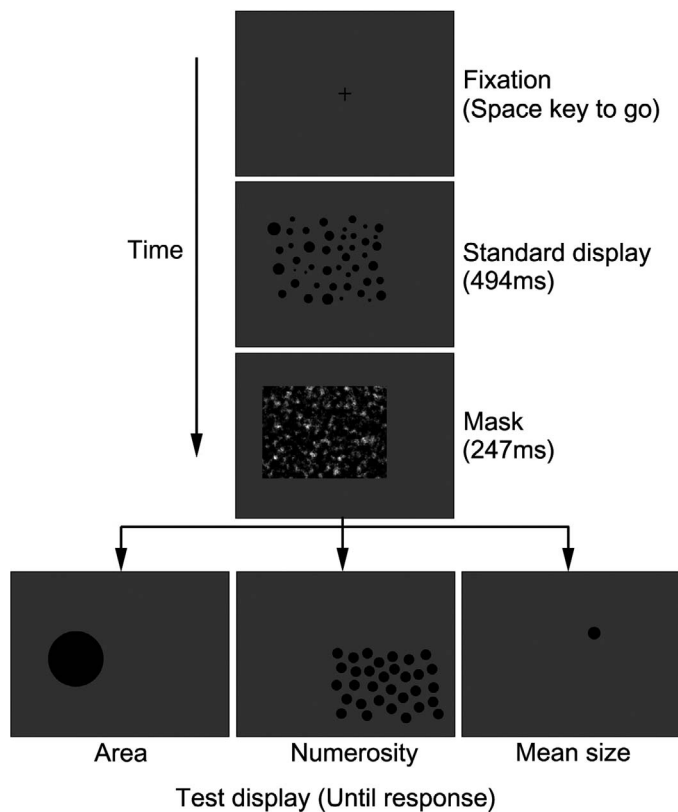 Fixation
(Space key to go)
Time
Standard display
(494ms)
Mask
(247ms)
Area
Numerosity
Mean size
Test display (Until response)